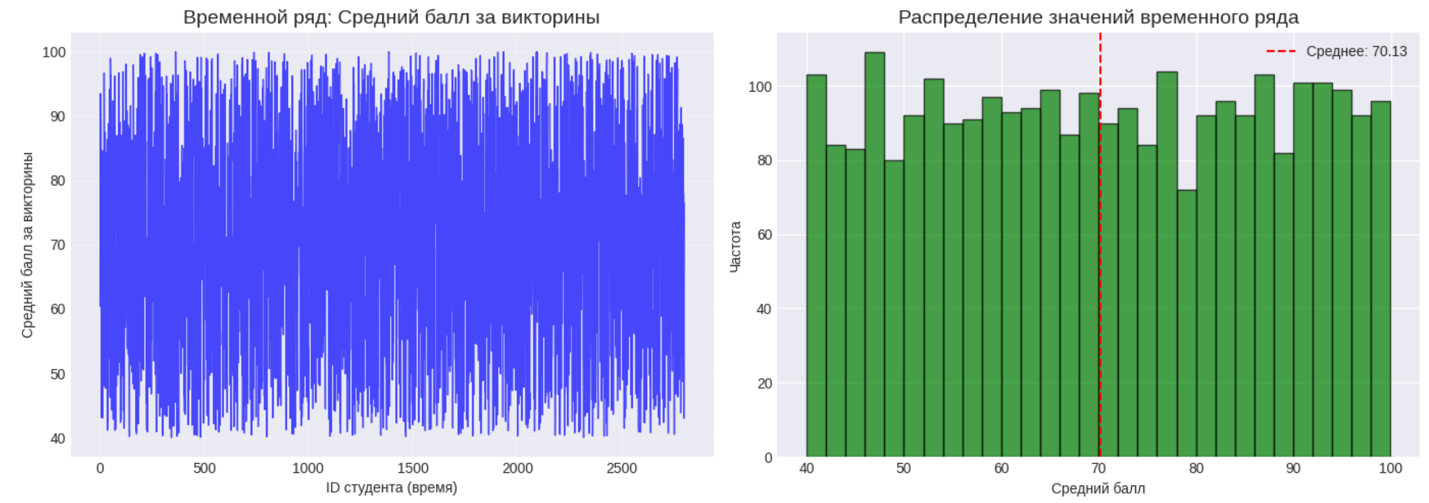 Временной ряд: Средний балл за викторины
Средний балл за викторины
100
90
80
70
60
50
40
0 500 1000 1500 2000 2500
ID студента (время)
Распределение значений временного ряда
Среднее: 70.13
Частота
100
80
60
40
20
0
40 50 60 70 80 90 100
Средний балл